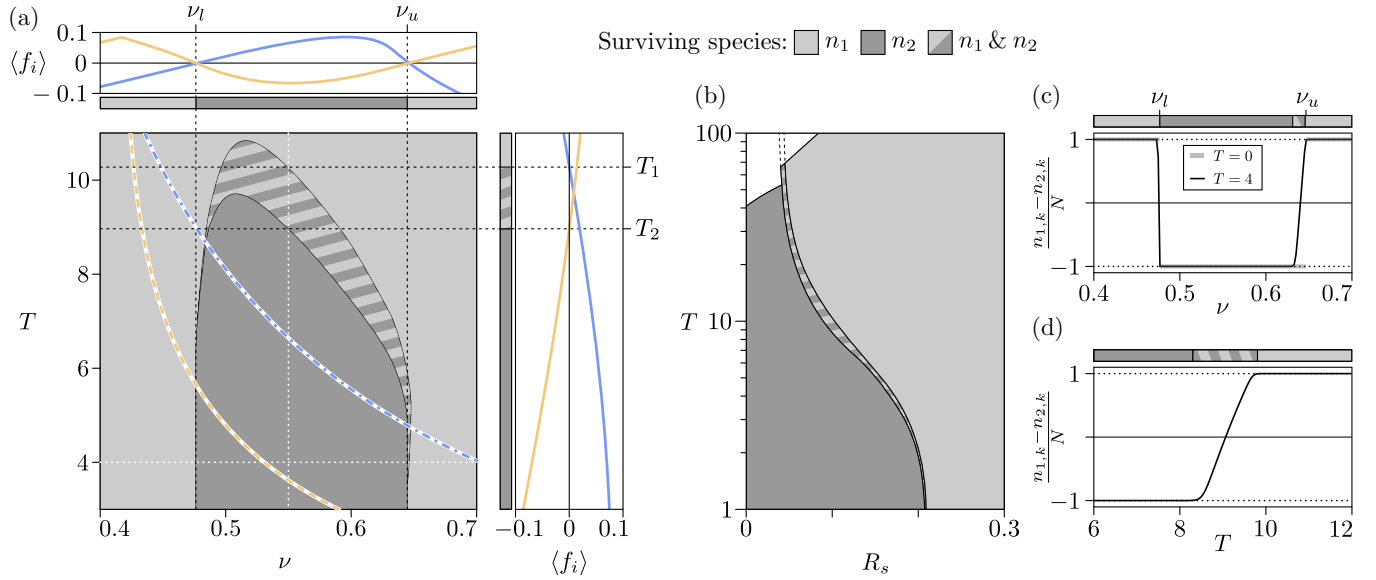 (a)
ν_l
ν_u
0.1
⟨f_i⟩
0
− 0.1
Surviving species: n_1 n_2 n_1 & n_2
10
8
T
6
4
0.4
0.5
0.6
0.7
ν
T_1
T_2
−0.1
0
0.1
⟨f_i⟩
(b)
100
T
10
1
0
0.3
R_s
(c)
ν_l
ν_u
1
n_{1,k}−n_{2,k}
N
−1
T = 0
T = 4
0.4
0.5
0.6
0.7
ν
(d)
1
n_{1,k}−n_{2,k}
N
−1
6
8
10
12
T